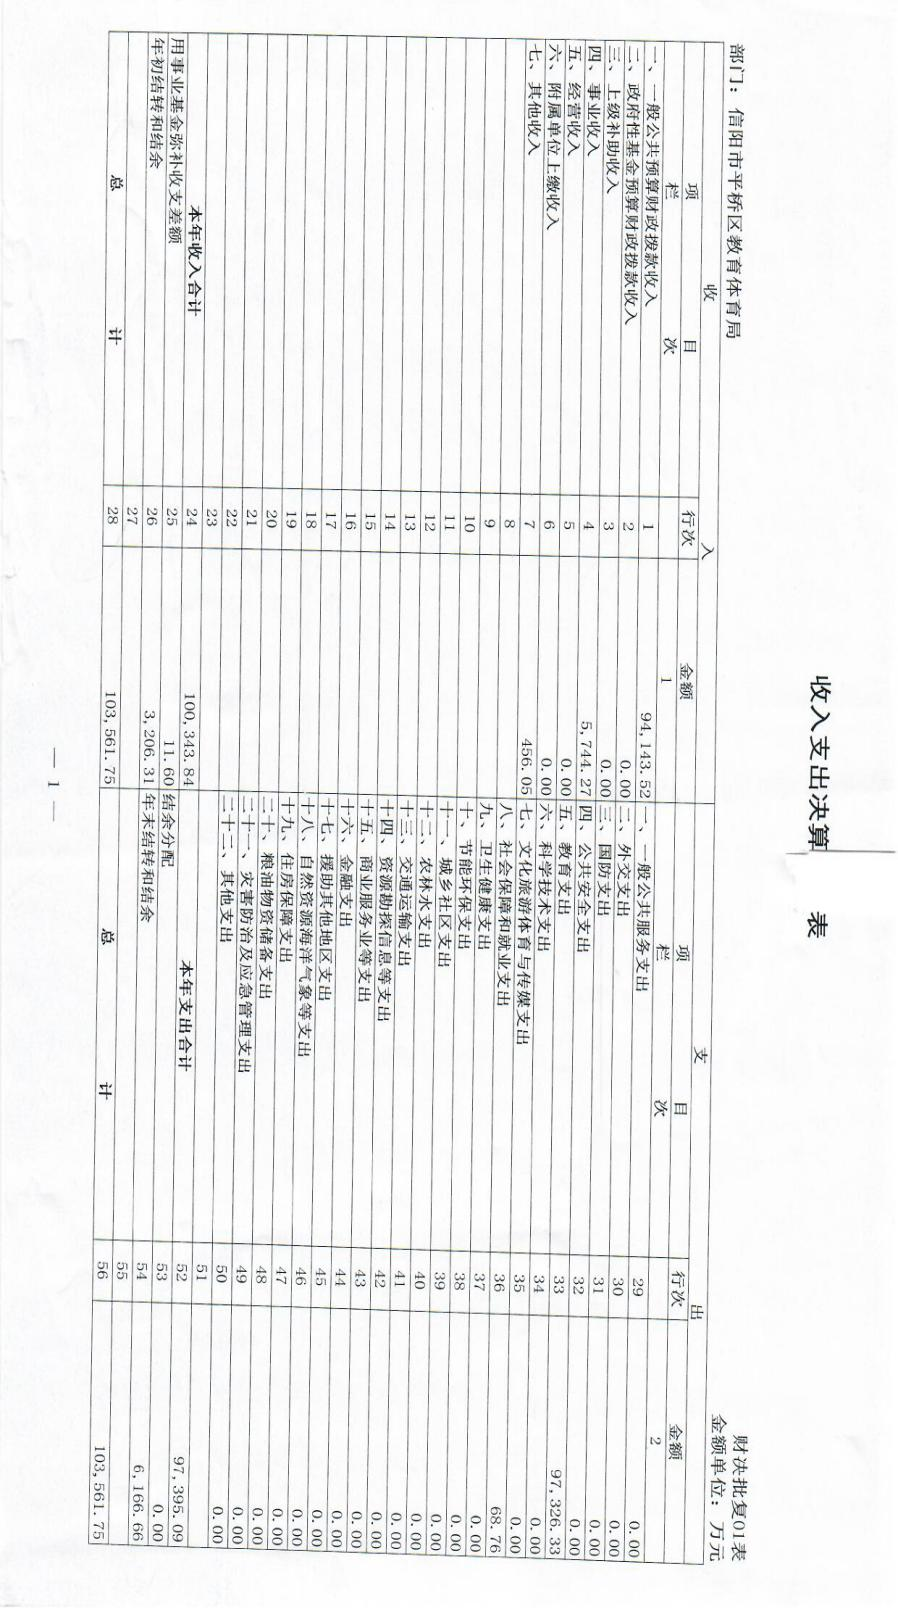 收入支出决算 表
财决批复01表
部门：信阳市平桥区教育体育局 金额单位：万元
收 入 支 出
项 目 行次 金额 项 目 行次 金额
栏 次 1 栏 次 2
一、一般公共预算财政拨款收入 1 94,143.52 一、一般公共服务支出 29 0.00
二、政府性基金预算财政拨款收入 2 0.00 二、外交支出 30 0.00
三、上级补助收入 3 0.00 三、国防支出 31 0.00
四、事业收入 4 5,744.27 四、公共安全支出 32 0.00
五、经营收入 5 0.00 五、教育支出 33 97,326.33
六、附属单位上缴收入 6 0.00 六、科学技术支出 34 0.00
七、其他收入 7 456.05 七、文化旅游体育与传媒支出 35 0.00
8 八、社会保障和就业支出 36 68.76
9 九、卫生健康支出 37 0.00
10 十、节能环保支出 38 0.00
11 十一、城乡社区支出 39 0.00
12 十二、农林水支出 40 0.00
13 十三、交通运输支出 41 0.00
14 十四、资源勘探信息等支出 42 0.00
15 十五、商业服务业等支出 43 0.00
16 十六、金融支出 44 0.00
17 十七、援助其他地区支出 45 0.00
18 十八、自然资源海洋气象等支出 46 0.00
19 十九、住房保障支出 47 0.00
20 二十、粮油物资储备支出 48 0.00
21 二十一、灾害防治及应急管理支出 49 0.00
22 二十二、其他支出 50 0.00
23 51
本年收入合计 24 100,343.84 本年支出合计 52 97,395.09
用事业基金弥补收支差额 25 11.60 结余分配 53 0.00
年初结转和结余 26 3,206.31 年末结转和结余 54 6,166.66
27 55
总 计 28 103,561.75 总 计 56 103,561.75
— 1 —